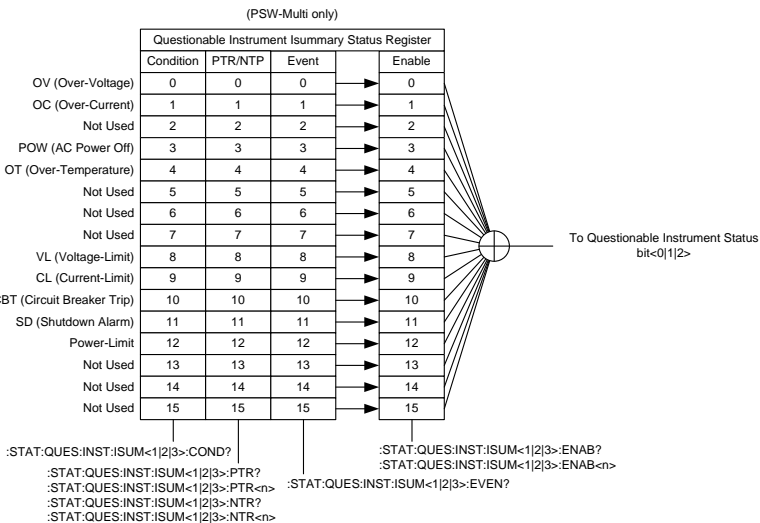 (PSW-Multi only)
Questionable Instrument Isummary Status Register
Condition PTR/NTP Event Enable
OV (Over-Voltage) 0 0 0 0
OC (Over-Current) 1 1 1 1
Not Used 2 2 2 2
POW (AC Power Off) 3 3 3 3
OT (Over-Temperature) 4 4 4 4
Not Used 5 5 5 5
Not Used 6 6 6 6
Not Used 7 7 7 7
VL (Voltage-Limit) 8 8 8 8
CL (Current-Limit) 9 9 9 9
BT (Circuit Breaker Trip) 10 10 10 10
SD (Shutdown Alarm) 11 11 11 11
Power-Limit 12 12 12 12
Not Used 13 13 13 13
Not Used 14 14 14 14
Not Used 15 15 15 15
To Questionable Instrument Status
bit<0|1|2>
:STAT:QUES:INST:ISUM<1|2|3>:COND?
:STAT:QUES:INST:ISUM<1|2|3>:PTR?
:STAT:QUES:INST:ISUM<1|2|3>:PTR<n>
:STAT:QUES:INST:ISUM<1|2|3>:NTR?
:STAT:QUES:INST:ISUM<1|2|3>:NTR<n>
:STAT:QUES:INST:ISUM<1|2|3>:EVEN?
:STAT:QUES:INST:ISUM<1|2|3>:ENAB?
:STAT:QUES:INST:ISUM<1|2|3>:ENAB<n>